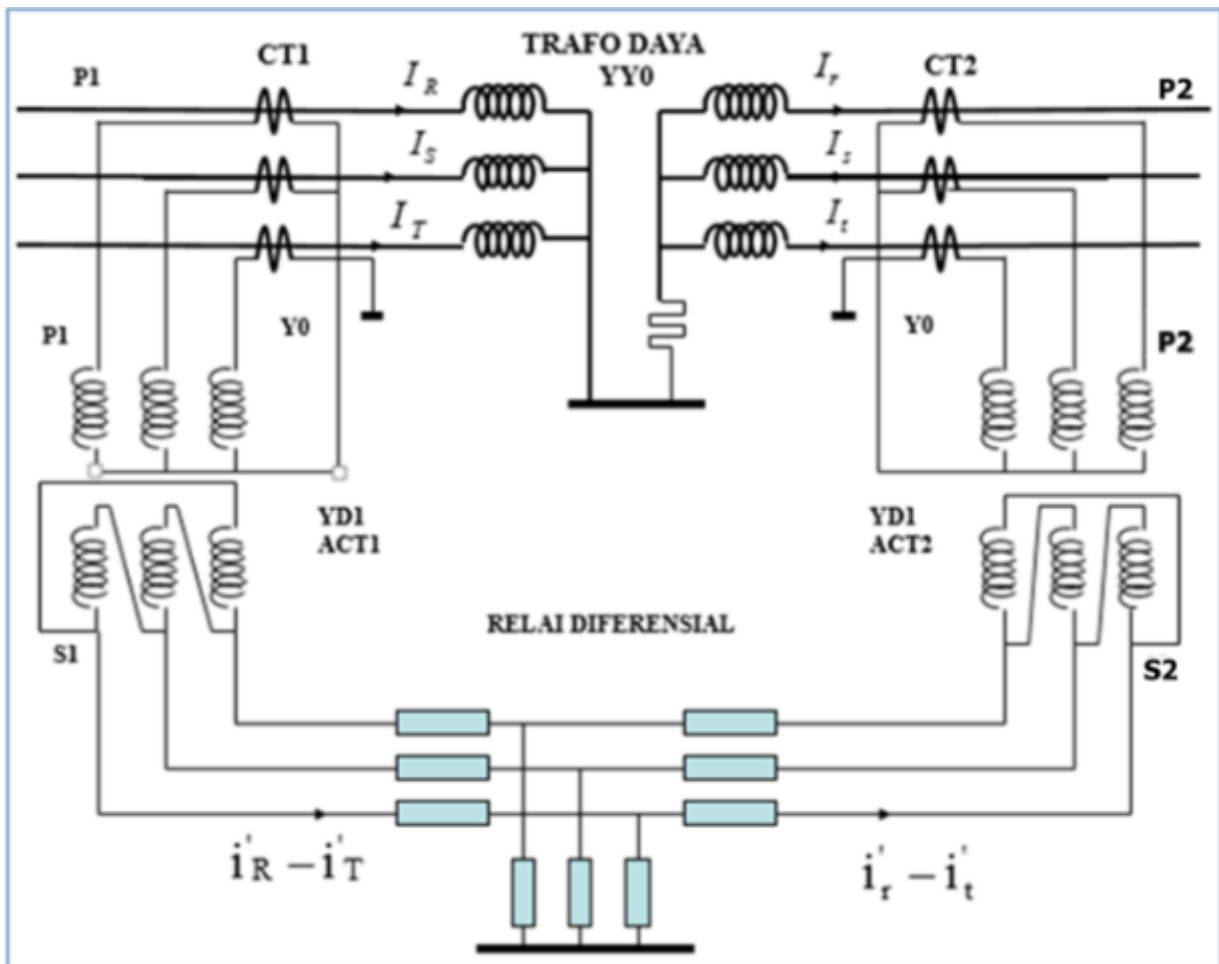 TRAFO DAYA
YY0
P1
CT1
I_R
I_r
CT2
P2
I_S
I_s
I_T
I_t
P1
Y0
Y0
P2
YD1
ACT1
YD1
ACT2
RELAI DIFERENSIAL
S1
S2
i'_R − i'_T
i'_r − i'_t